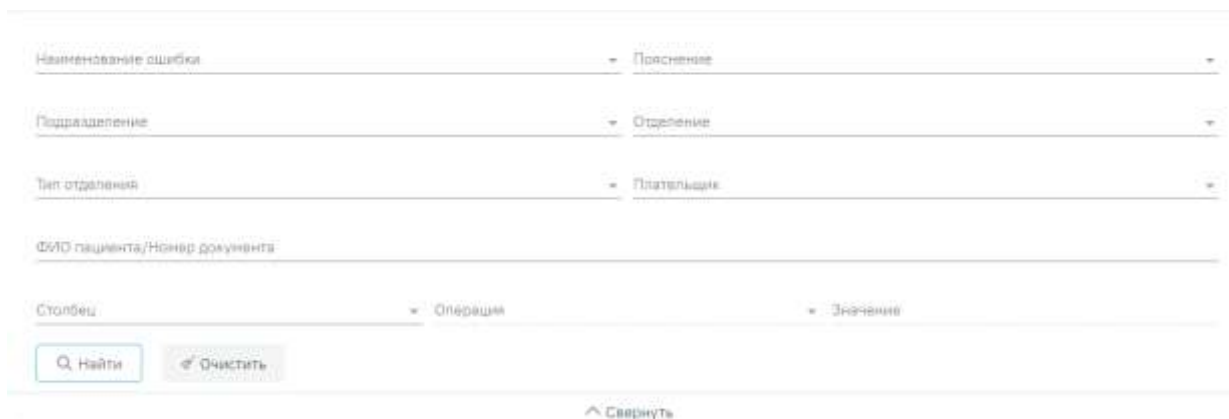 Наименование ошибки Пояснение
Подразделение Отделение
Тип отделения Плательщик
ФИО пациента/Номер документа
Столбец Операция Значение
Найти Очистить
Свернуть